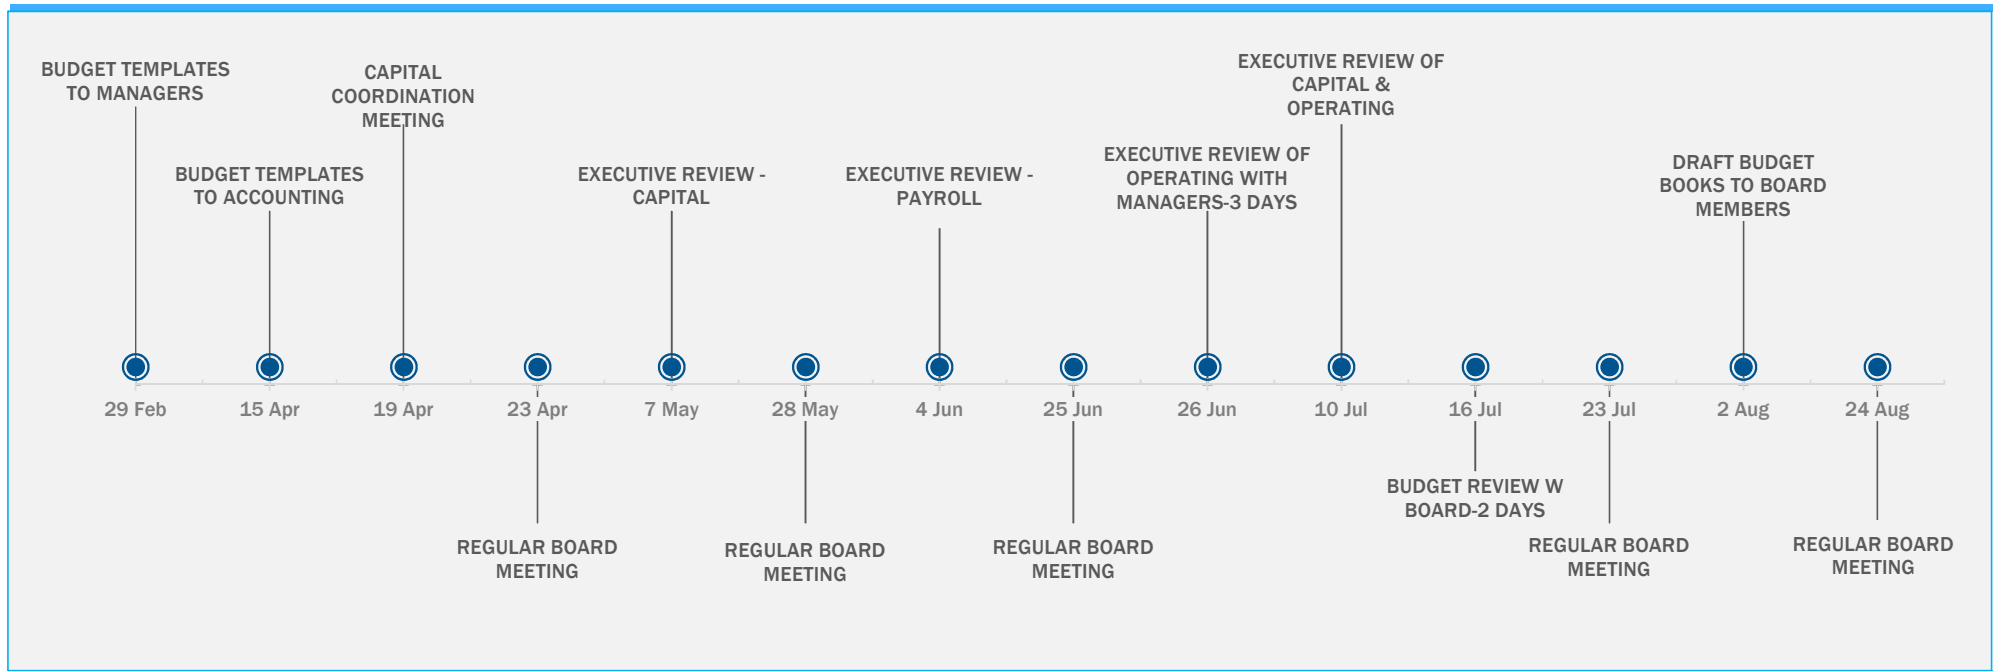 BUDGET TEMPLATES
TO MANAGERS
CAPITAL
COORDINATION
MEETING
EXECUTIVE REVIEW OF
CAPITAL &
OPERATING
BUDGET TEMPLATES
TO ACCOUNTING
EXECUTIVE REVIEW -
CAPITAL
EXECUTIVE REVIEW -
PAYROLL
EXECUTIVE REVIEW OF
OPERATING WITH
MANAGERS-3 DAYS
DRAFT BUDGET
BOOKS TO BOARD
MEMBERS
29 Feb
15 Apr
19 Apr
23 Apr
7 May
28 May
4 Jun
25 Jun
26 Jun
10 Jul
16 Jul
23 Jul
2 Aug
24 Aug
BUDGET REVIEW W
BOARD-2 DAYS
REGULAR BOARD
MEETING
REGULAR BOARD
MEETING
REGULAR BOARD
MEETING
REGULAR BOARD
MEETING
REGULAR BOARD
MEETING